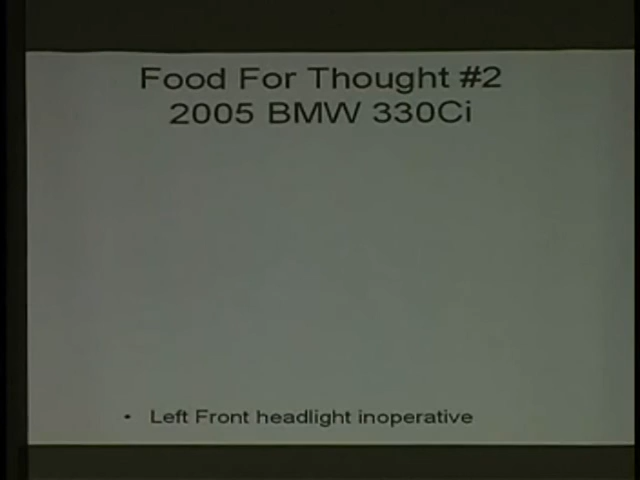 Food For Thought #2
2005 BMW 330Ci
• Left Front headlight inoperative